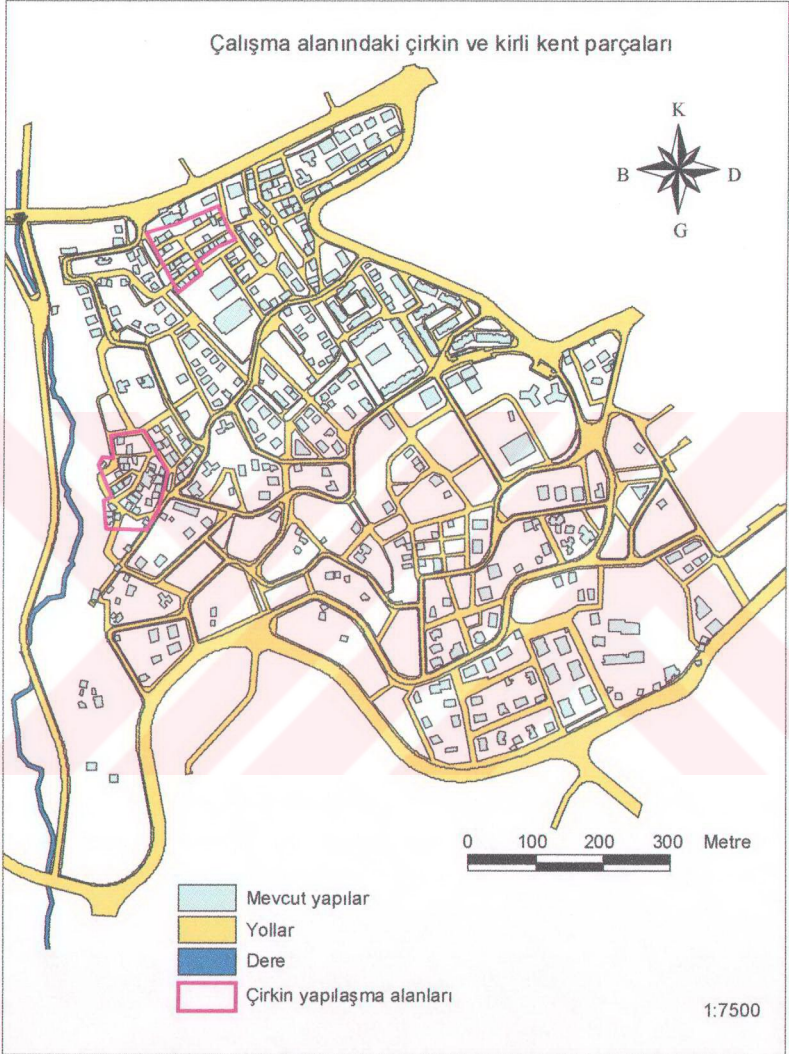 Çalışma alanındaki çirkin ve kirli kent parçaları
K
B D
G
0 100 200 300 Metre
Mevcut yapılar
Yollar
Dere
Çirkin yapılaşma alanları
1:7500